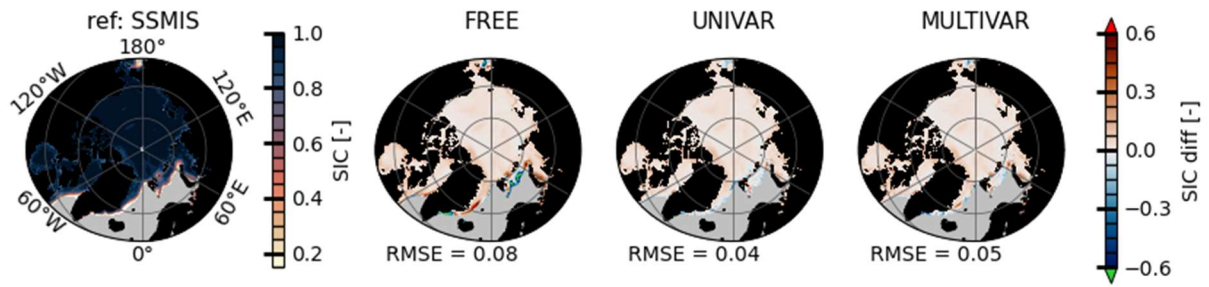 ref: SSMIS
FREE
UNIVAR
MULTIVAR
180°
120°W
120°E
60°W
60°E
0°
1.0
0.8
0.6
0.4
0.2
SIC [-]
RMSE = 0.08
RMSE = 0.04
RMSE = 0.05
0.6
0.3
0.0
−0.3
−0.6
SIC diff [-]